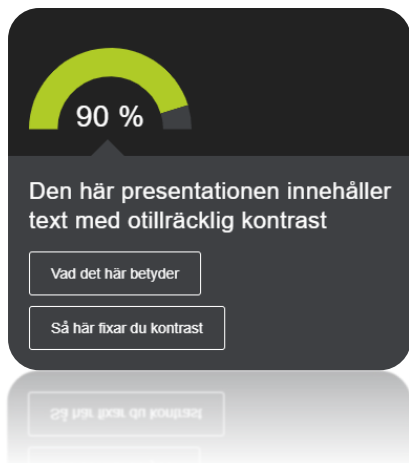 90 %
Den här presentationen innehåller
text med otillräcklig kontrast
Vad det här betyder
Så här fixar du kontrast